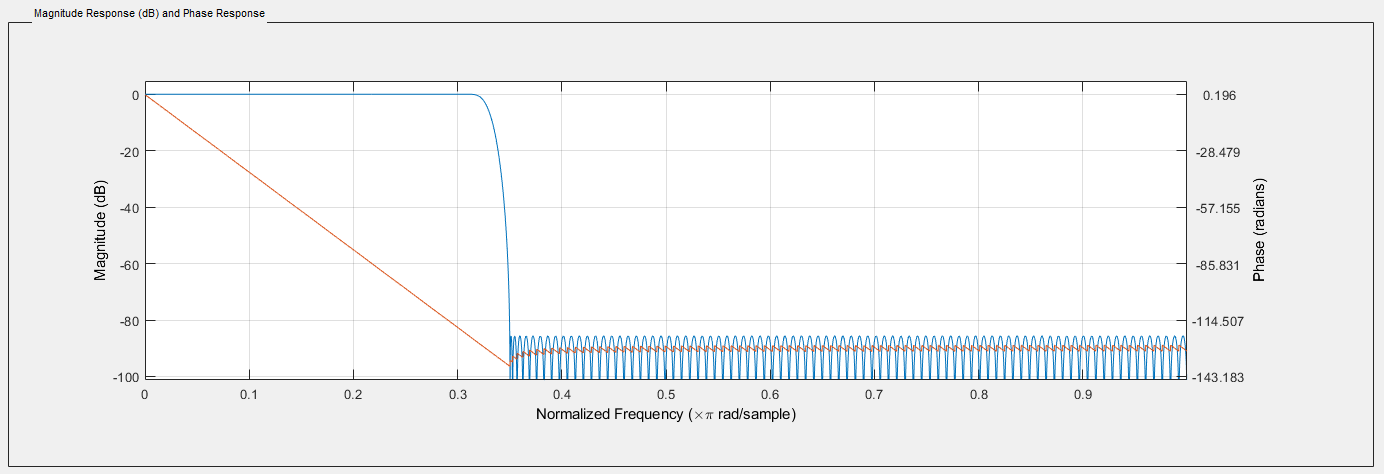 Magnitude Response (dB) and Phase Response
Magnitude (dB)
0
-20
-40
-60
-80
-100
0.196
-28.479
-57.155
-85.831
-114.507
-143.183
Phase (radians)
0 0.1 0.2 0.3 0.4 0.5 0.6 0.7 0.8 0.9
Normalized Frequency (×π rad/sample)